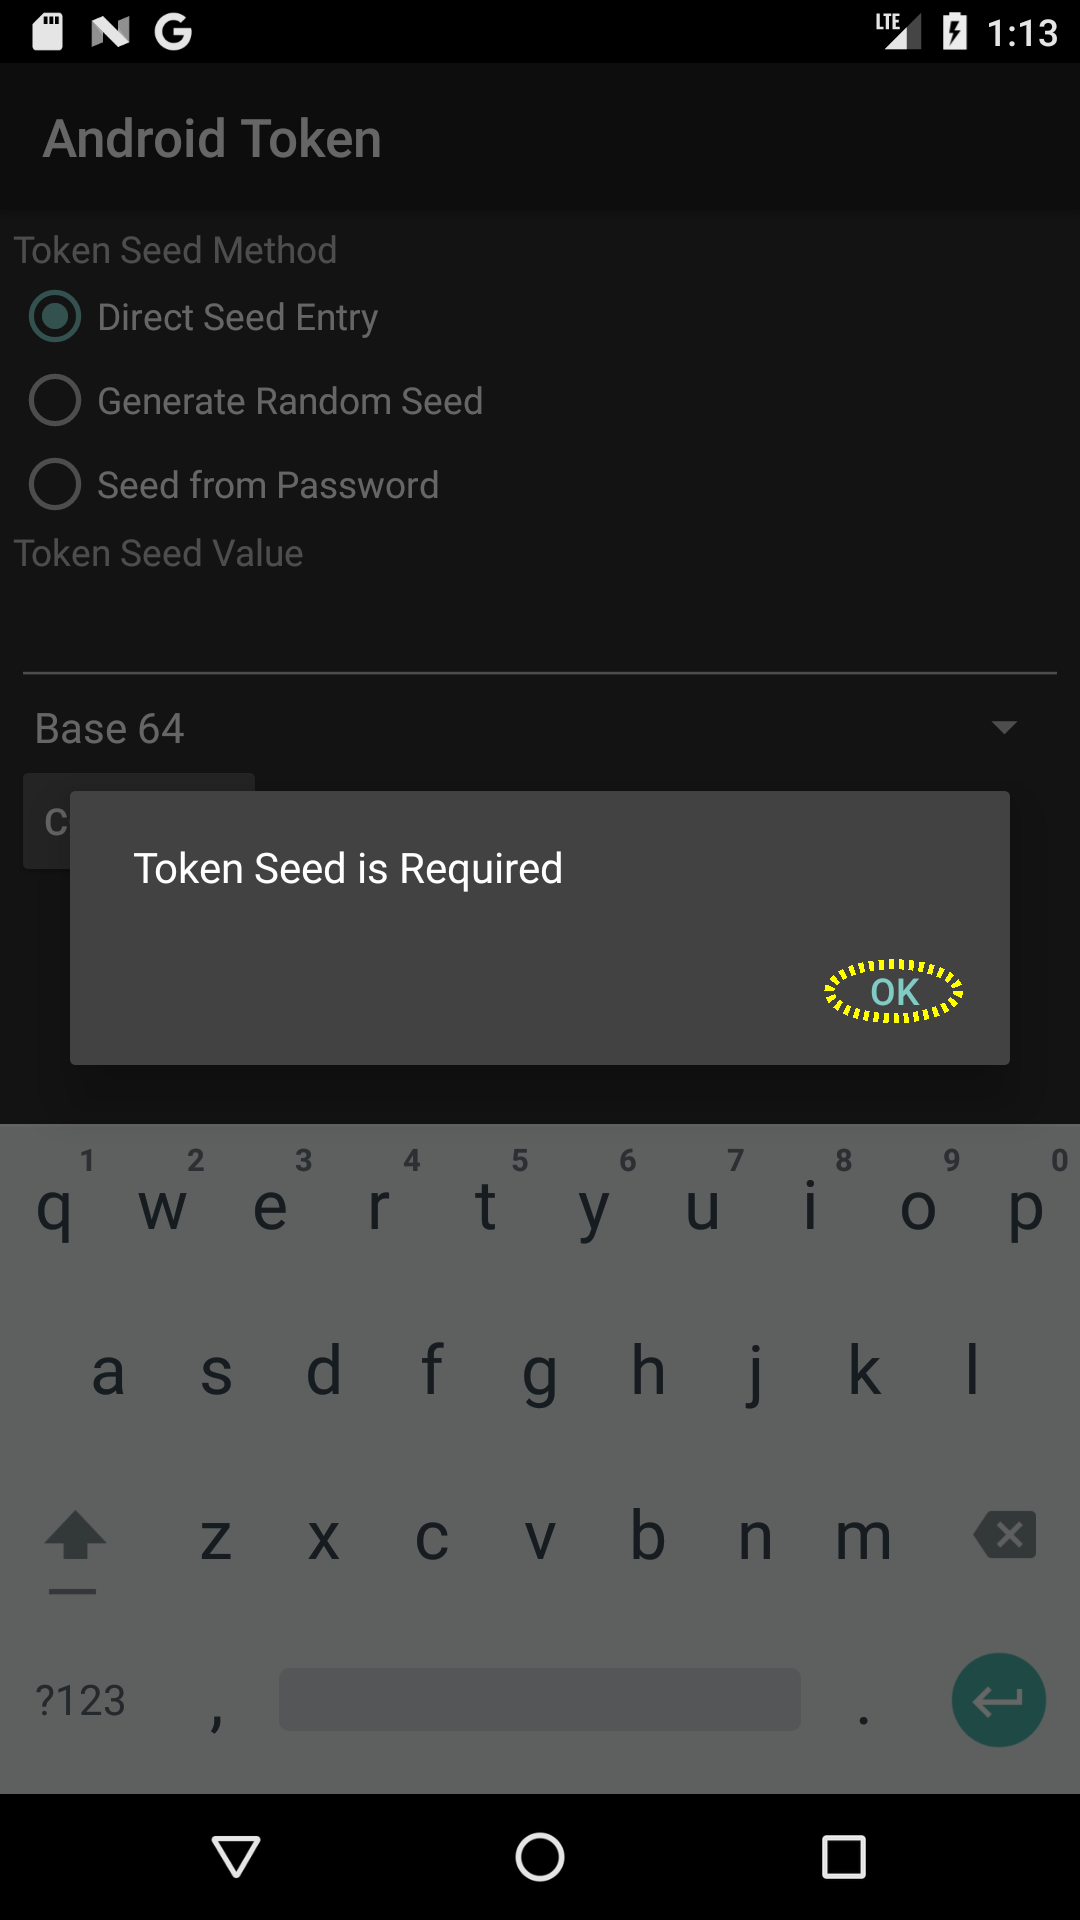 LTE 1:13
Android Token
Token Seed Method
Direct Seed Entry
Generate Random Seed
Seed from Password
Token Seed Value
Base 64
C
Token Seed is Required
OK
1 2 3 4 5 6 7 8 9 0
q w e r t y u i o p
a s d f g h j k l
z x c v b n m
?123 , .